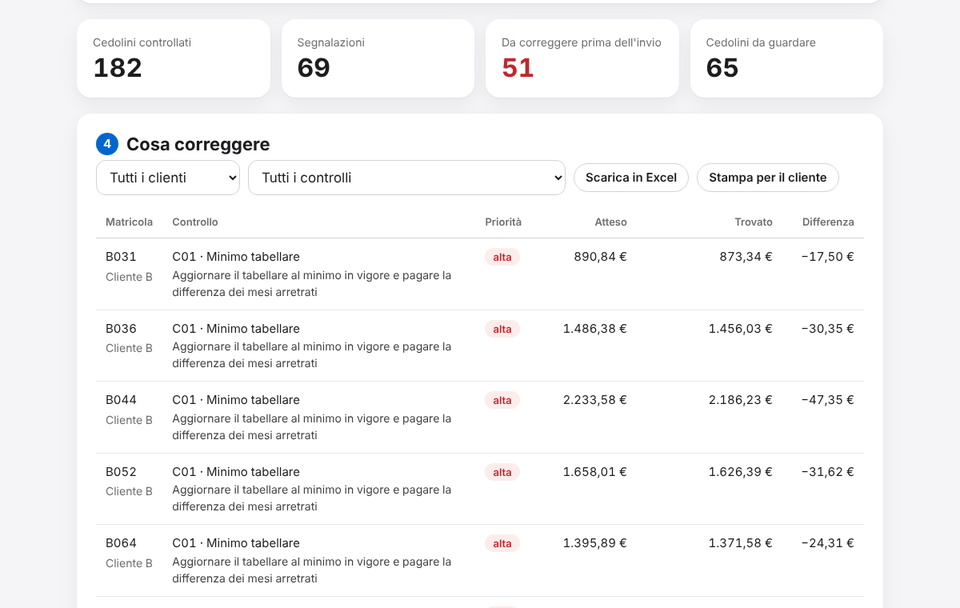 Cedolini controllati
182
Segnalazioni
69
Da correggere prima dell'invio
51
Cedolini da guardare
65
4 Cosa correggere
Tutti i clienti
Tutti i controlli
Scarica in Excel
Stampa per il cliente
Matricola Controllo Priorità Atteso Trovato Differenza
B031 C01 · Minimo tabellare alta 890,84 € 873,34 € −17,50 €
Cliente B Aggiornare il tabellare al minimo in vigore e pagare la
differenza dei mesi arretrati
B036 C01 · Minimo tabellare alta 1.486,38 € 1.456,03 € −30,35 €
Cliente B Aggiornare il tabellare al minimo in vigore e pagare la
differenza dei mesi arretrati
B044 C01 · Minimo tabellare alta 2.233,58 € 2.186,23 € −47,35 €
Cliente B Aggiornare il tabellare al minimo in vigore e pagare la
differenza dei mesi arretrati
B052 C01 · Minimo tabellare alta 1.658,01 € 1.626,39 € −31,62 €
Cliente B Aggiornare il tabellare al minimo in vigore e pagare la
differenza dei mesi arretrati
B064 C01 · Minimo tabellare alta 1.395,89 € 1.371,58 € −24,31 €
Cliente B Aggiornare il tabellare al minimo in vigore e pagare la
differenza dei mesi arretrati